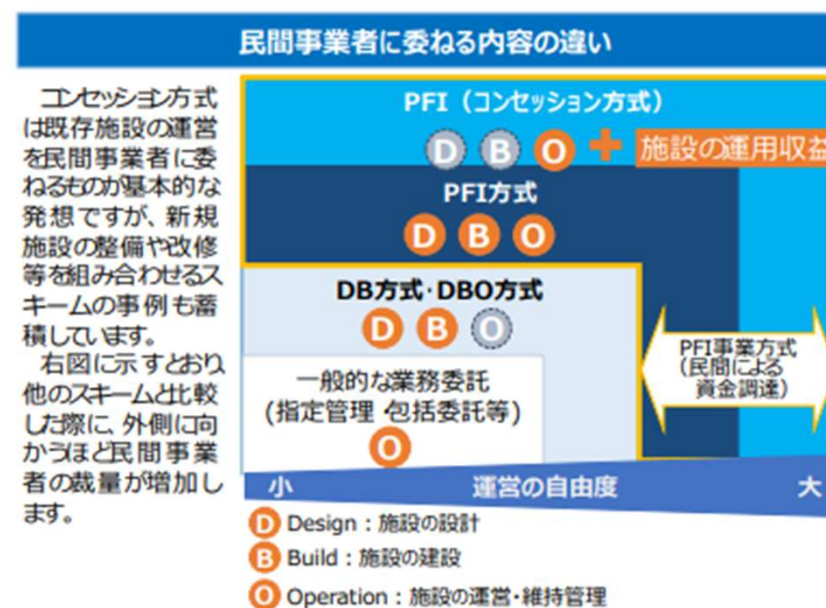 民間事業者に委ねる内容の違い
コンセッション方式
は既存施設の運営
を民間事業者に委
ねるものが基本的な
発想ですが、新規
施設の整備や改修
等を組み合わせるス
キームの事例も蓄
積しています。
右図に示すとおり、
他のスキームと比較
した際に、外側に向
かうほど民間事業
者の裁量が増加し
ます。
PFI（コンセッション方式）
D B O + 施設の運用収益
PFI方式
D B O
DB方式・DBO方式
D B O
一般的な業務委託
(指定管理・包括委託等)
O
PFI事業方式
(民間による
資金調達)
小 運営の自由度 大
D Design：施設の設計
B Build：施設の建設
O Operation：施設の運営・維持管理